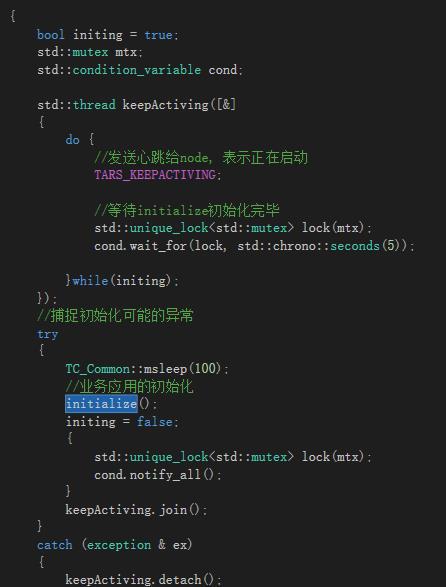 {
bool initing = true;
std::mutex mtx;
std::condition_variable cond;
std::thread keepActiving([&]
{
do {
//发送心跳给node, 表示正在启动
TARS_KEEPACTIVING;
//等待initialize初始化完毕
std::unique_lock<std::mutex> lock(mtx);
cond.wait_for(lock, std::chrono::seconds(5));
}while(initing);
});
//捕捉初始化可能的异常
try
{
TC_Common::msleep(100);
//业务应用的初始化
initialize();
initing = false;
{
std::unique_lock<std::mutex> lock(mtx);
cond.notify_all();
}
keepActiving.join();
}
catch (exception & ex)
{
keepActiving.detach();